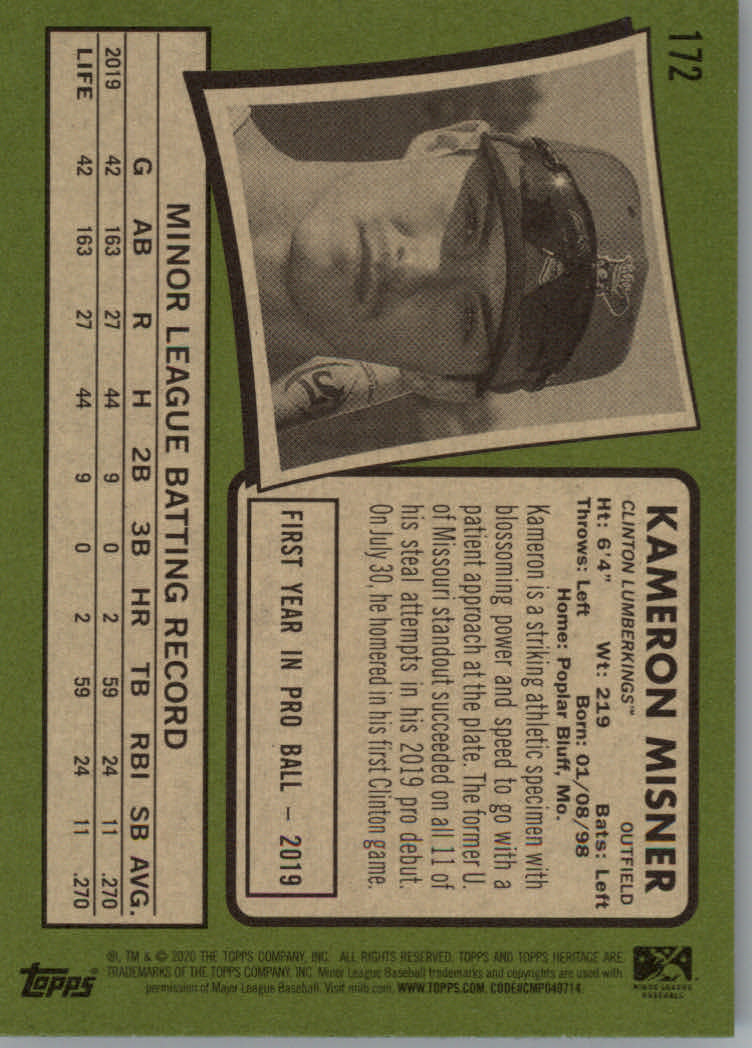 172
KAMERON MISNER
CLINTON LUMBERKINGS™ OUTFIELD
Ht: 6'4" Wt: 219 Bats: Left
Throws: Left Born: 01/08/98
Home: Poplar Bluff, Mo.
Kameron is a striking athletic specimen with
blossoming power and speed to go with a
patient approach at the plate. The former U.
of Missouri standout succeeded on all 11 of
his steal attempts in his 2019 pro debut.
On July 30, he homered in his first Clinton game.
FIRST YEAR IN PRO BALL – 2019
MINOR LEAGUE BATTING RECORD
G AB R H 2B 3B HR TB RBI SB AVG.
2019 42 163 27 44 9 0 2 59 24 11 .270
LIFE 42 163 27 44 9 0 2 59 24 11 .270
MINOR LEAGUE
BASEBALL
®, TM & © 2020 THE TOPPS COMPANY, INC. ALL RIGHTS RESERVED. TOPPS AND TOPPS HERITAGE ARE
TRADEMARKS OF THE TOPPS COMPANY, INC. Minor League Baseball trademarks and copyrights are used with
permission of Major League Baseball. Visit milb.com. WWW.TOPPS.COM. CODE#CMP040714.
Topps®